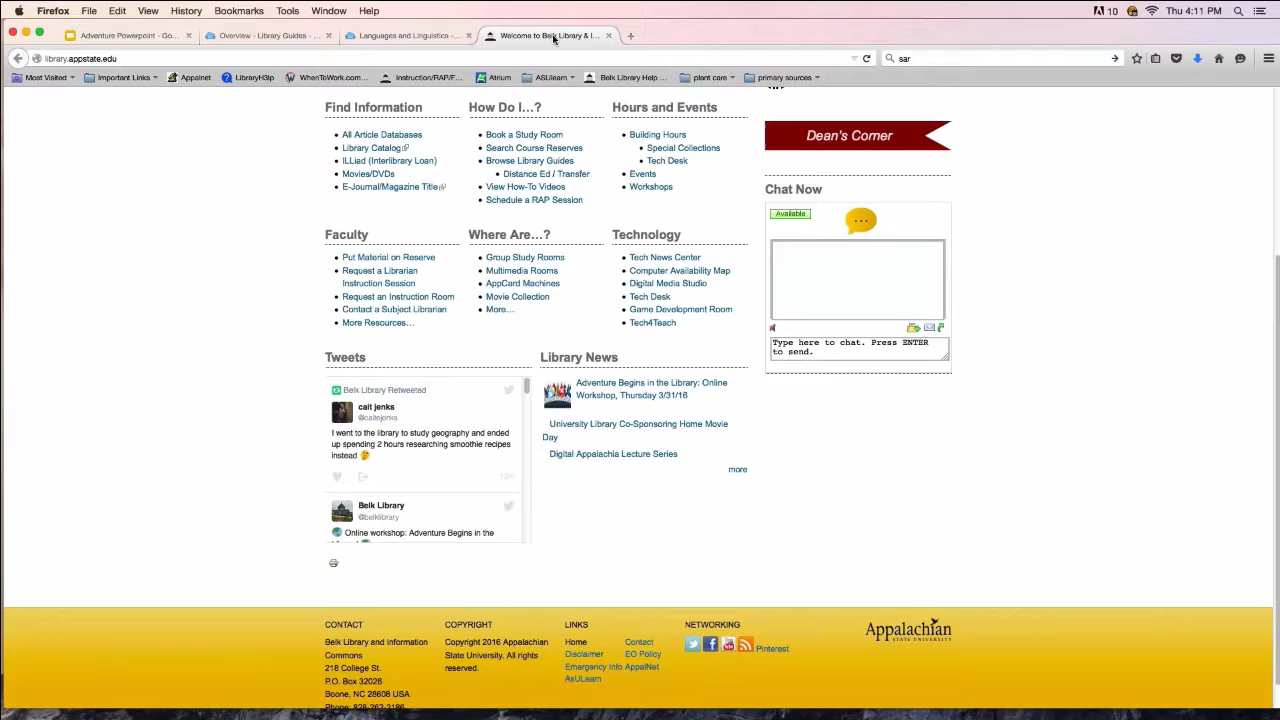 Firefox File Edit View History Bookmarks Tools Window Help 10 Thu 4:11 PM
Adventure Powerpoint - Go... Overview - Library Guides - ... Languages and Linguistics -... Welcome to Belk Library & I...
library.appstate.edu sar
Most Visited Important Links Appalnet LibraryH3lp WhenToWork.com... Instruction/RAP/F... Atrium ASUlearn Belk Library Help ... plant care primary sources
Find Information
All Article Databases
Library Catalog
ILLiad (Interlibrary Loan)
Movies/DVDs
E-Journal/Magazine Title
How Do I...?
Book a Study Room
Search Course Reserves
Browse Library Guides
Distance Ed / Transfer
View How-To Videos
Schedule a RAP Session
Hours and Events
Building Hours
Special Collections
Tech Desk
Events
Workshops
Dean's Corner
Chat Now
Available
Type here to chat. Press ENTER
to send.
Faculty
Put Material on Reserve
Request a Librarian
Instruction Session
Request an Instruction Room
Contact a Subject Librarian
More Resources...
Where Are...?
Group Study Rooms
Multimedia Rooms
AppCard Machines
Movie Collection
More...
Technology
Tech News Center
Computer Availability Map
Digital Media Studio
Tech Desk
Game Development Room
Tech4Teach
Tweets
Belk Library Retweeted
cait jenks
@caitejenks
I went to the library to study geography and ended
up spending 2 hours researching smoothie recipes
instead
Belk Library
@belklibrary
Online workshop: Adventure Begins in the
Library News
Adventure Begins in the Library: Online
Workshop, Thursday 3/31/16
University Library Co-Sponsoring Home Movie
Day
Digital Appalachia Lecture Series
more
CONTACT
Belk Library and Information
Commons
218 College St.
P.O. Box 32026
Boone, NC 28608 USA
Phone: 828-262-2186
COPYRIGHT
Copyright 2016 Appalachian
State University. All rights
reserved.
LINKS
Home Contact
Disclaimer EO Policy
Emergency Info AppalNet
AsULearn
NETWORKING
Pinterest
Appalachian
STATE UNIVERSITY